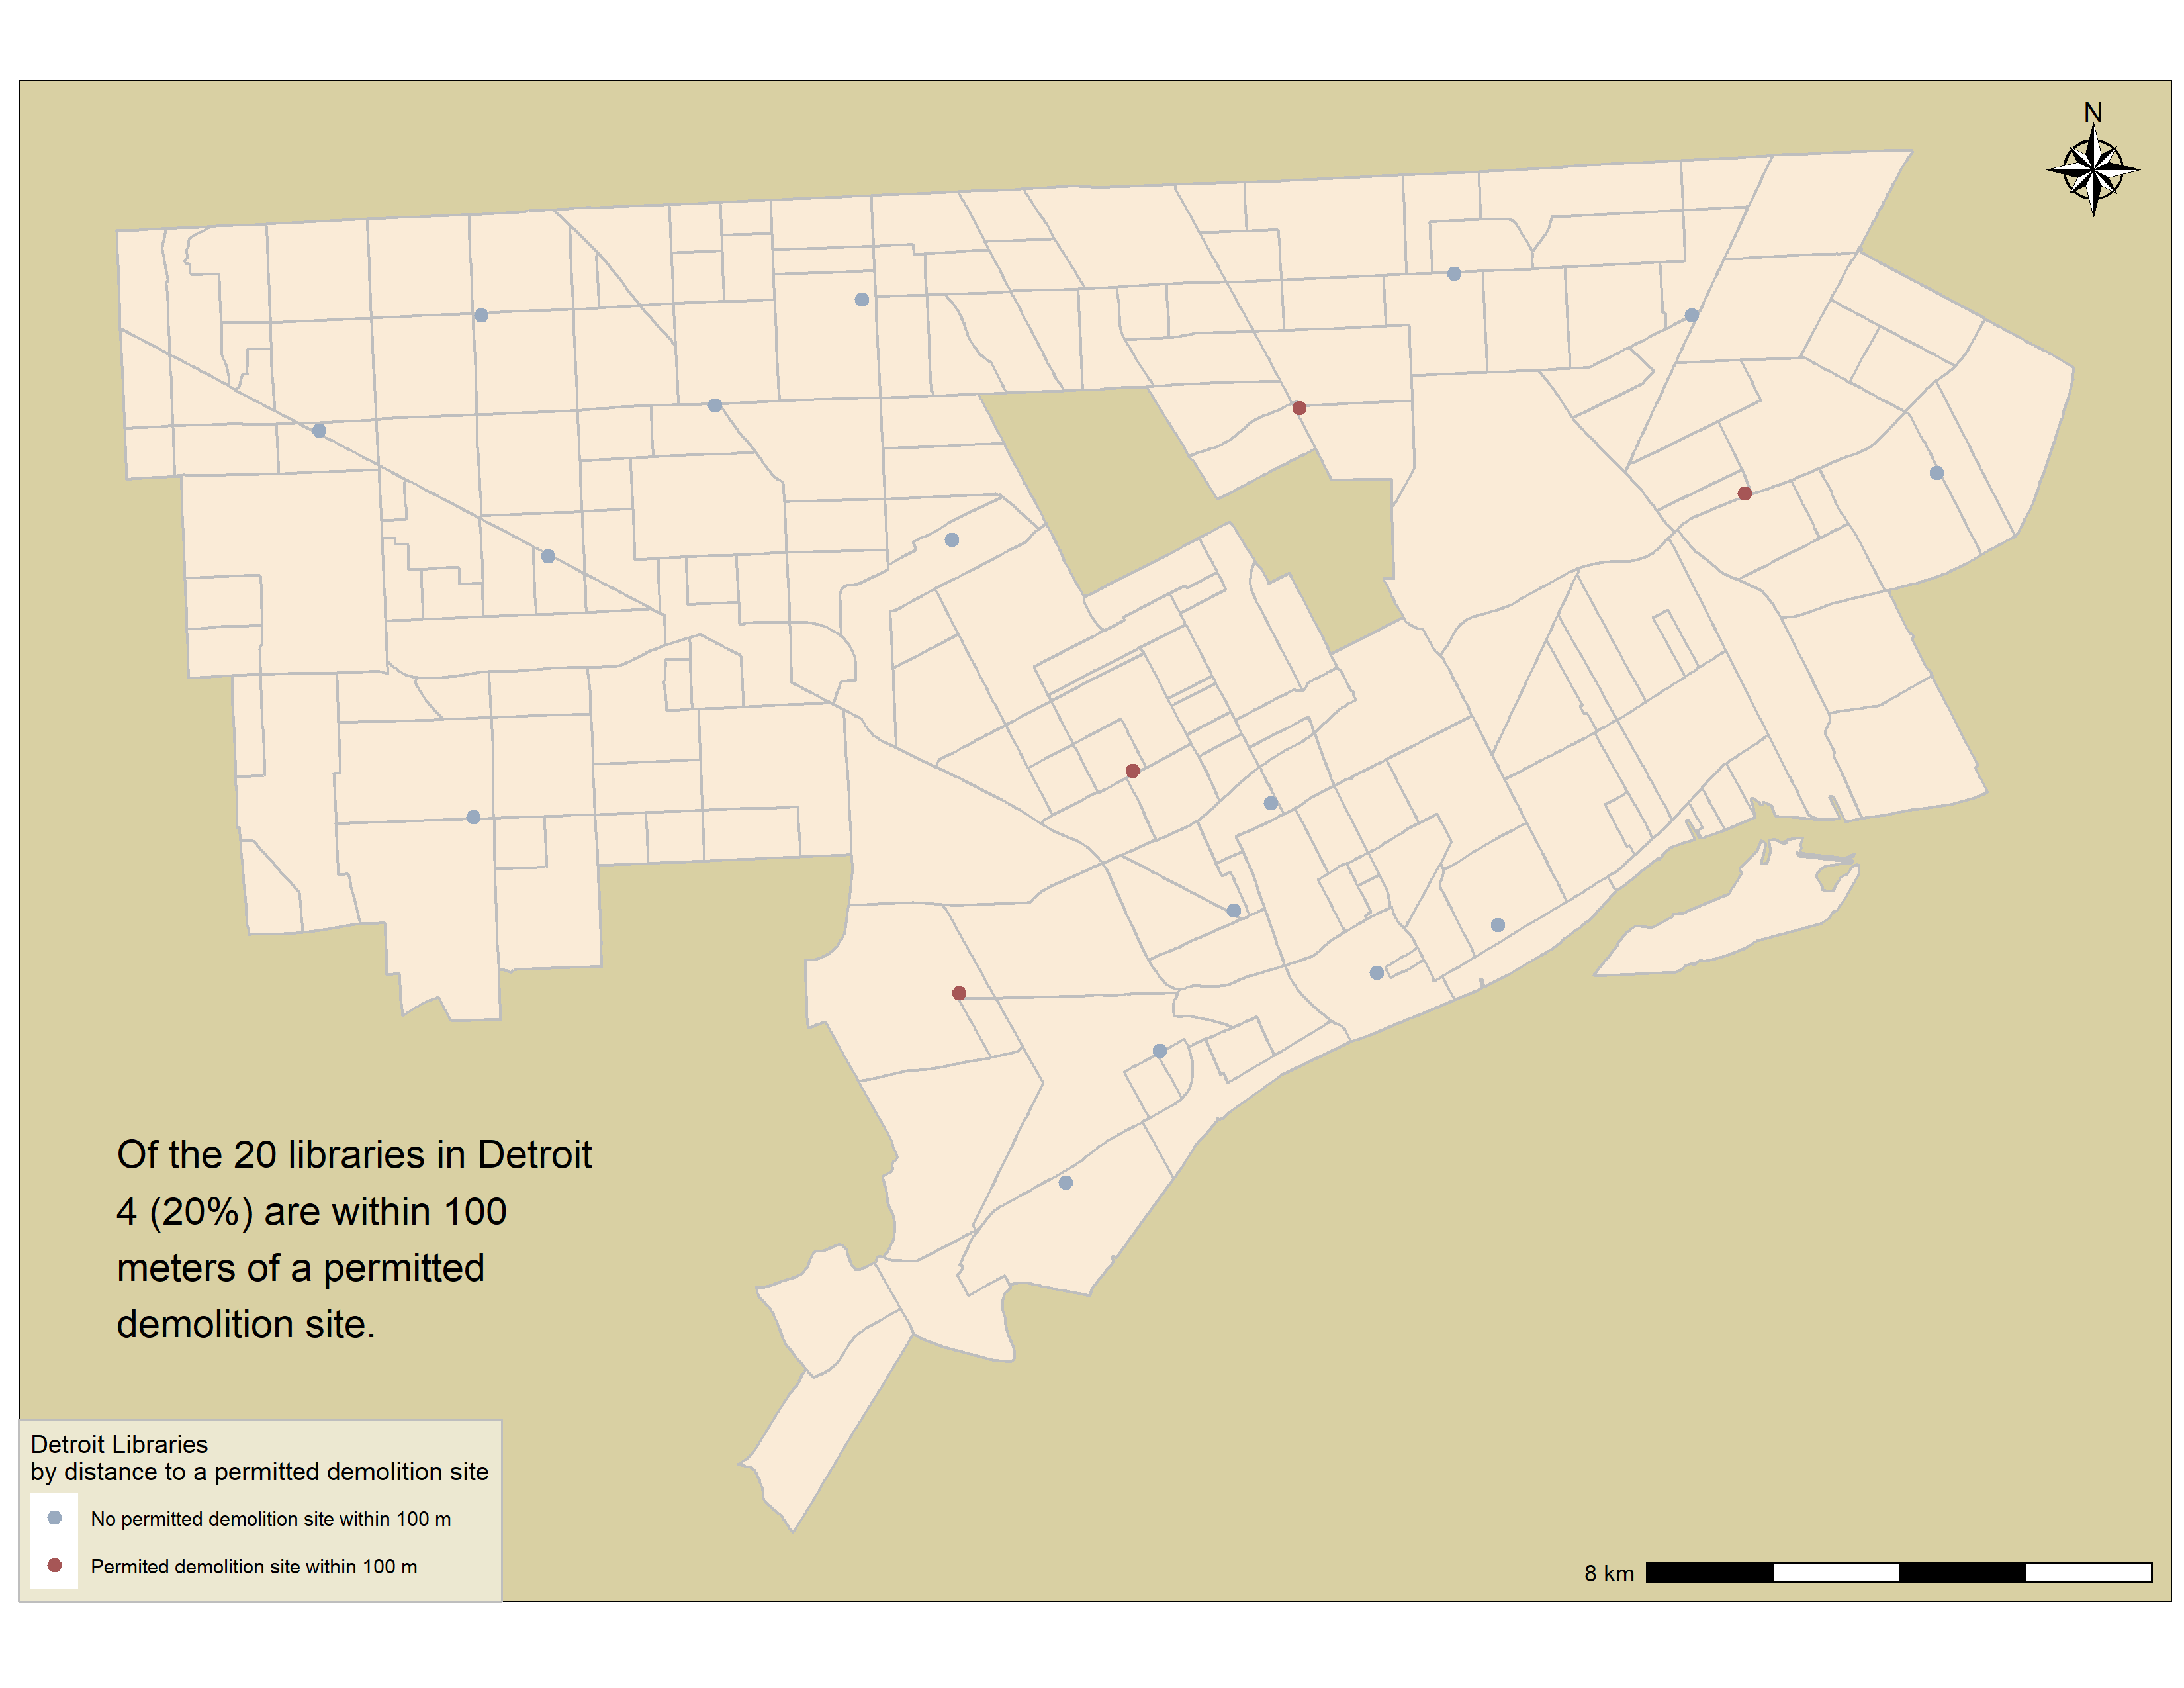 N
Of the 20 libraries in Detroit
4 (20%) are within 100
meters of a permitted
demolition site.
Detroit Libraries
by distance to a permitted demolition site
No permitted demolition site within 100 m
Permited demolition site within 100 m
8 km